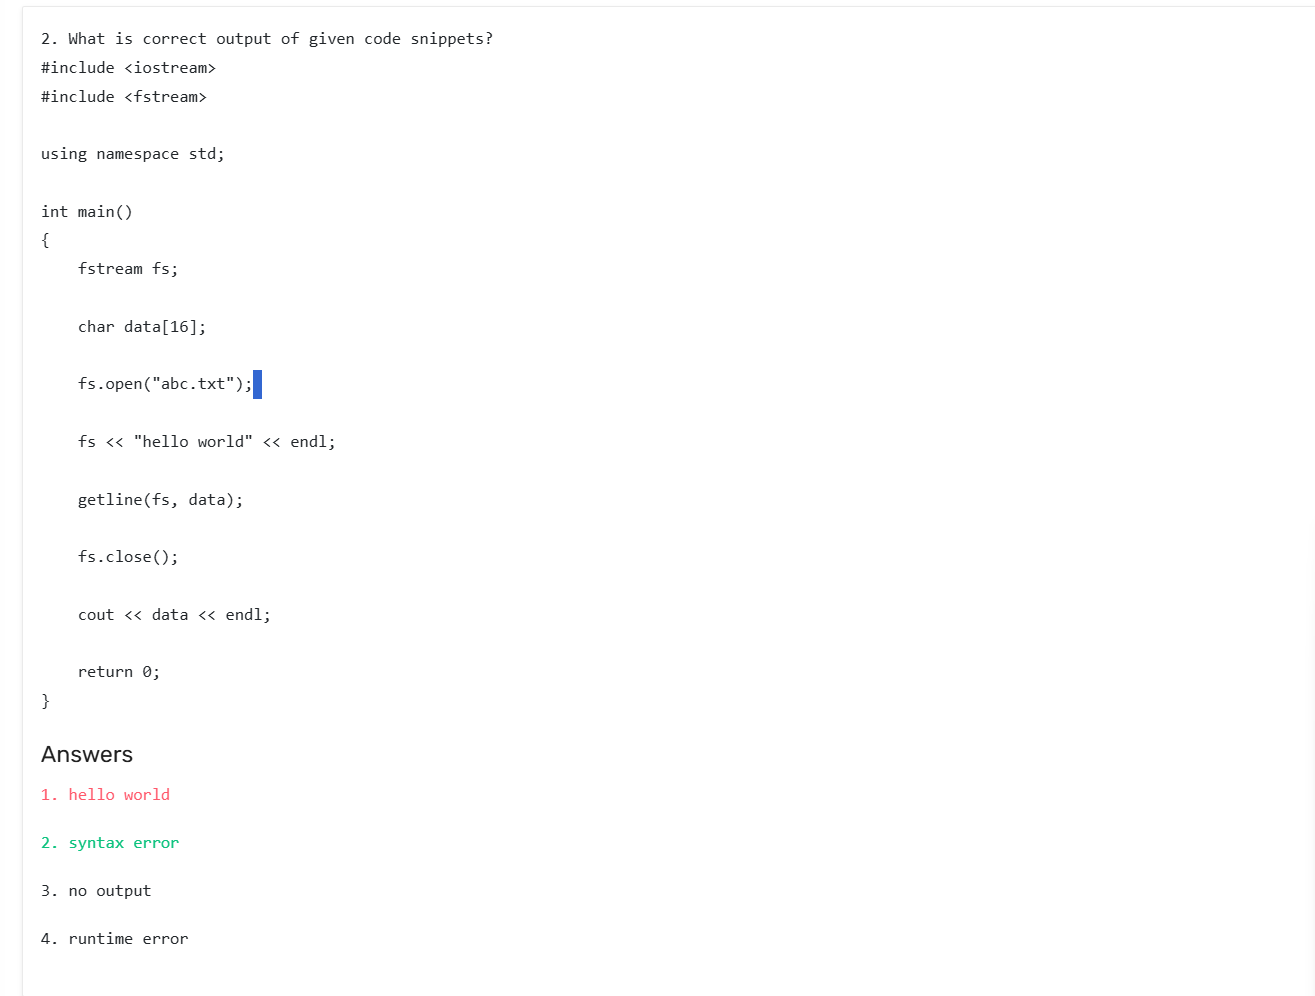 2. What is correct output of given code snippets?
#include <iostream>
#include <fstream>
using namespace std;
int main()
{
    fstream fs;
    char data[16];
    fs.open("abc.txt");
    fs << "hello world" << endl;
    getline(fs, data);
    fs.close();
    cout << data << endl;
    return 0;
}
Answers
1. hello world
2. syntax error
3. no output
4. runtime error